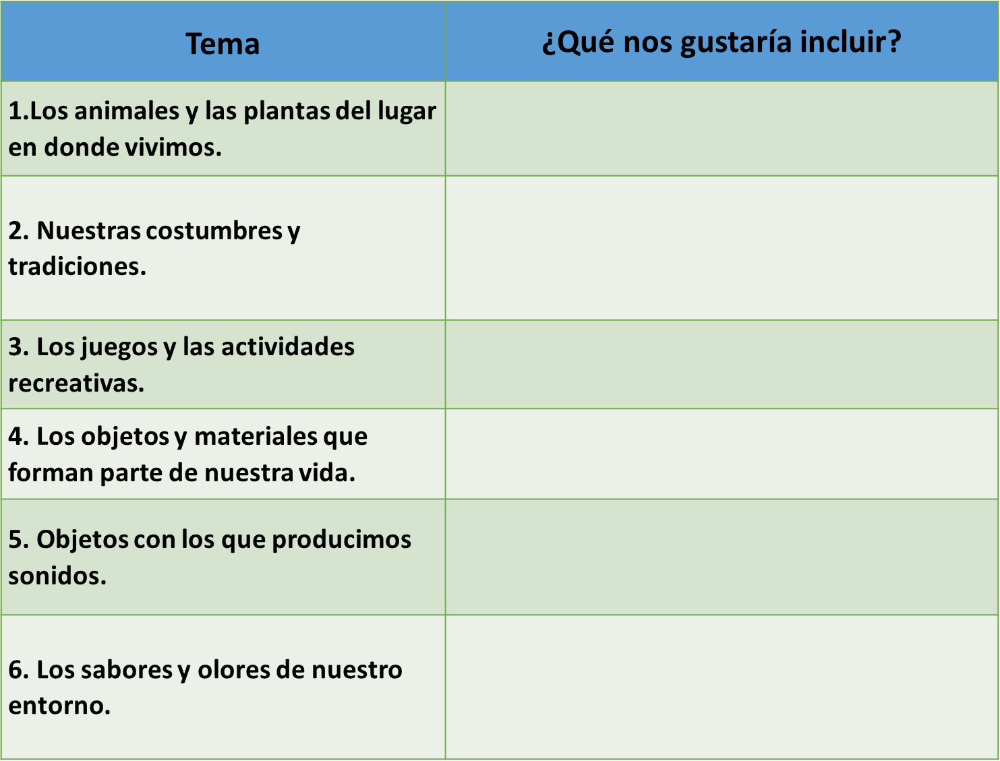 Tema
¿Qué nos gustaría incluir?
1.Los animales y las plantas del lugar
en donde vivimos.
2. Nuestras costumbres y
tradiciones.
3. Los juegos y las actividades
recreativas.
4. Los objetos y materiales que
forman parte de nuestra vida.
5. Objetos con los que producimos
sonidos.
6. Los sabores y olores de nuestro
entorno.